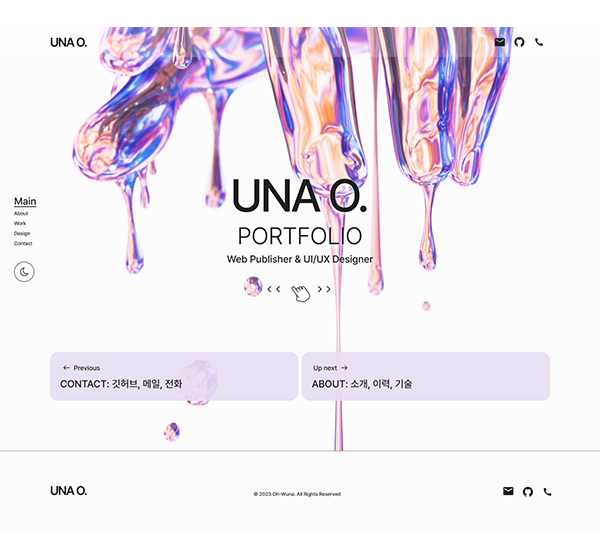 UNA O.
UNA O.
PORTFOLIO
Web Publisher & UI/UX Designer
Main
About
Work
Design
Contact
Previous
CONTACT: 깃허브, 메일, 전화
Up next
ABOUT: 소개, 이력, 기술
UNA O.
© 2023 Oh-Wuna. All Rights Reserved